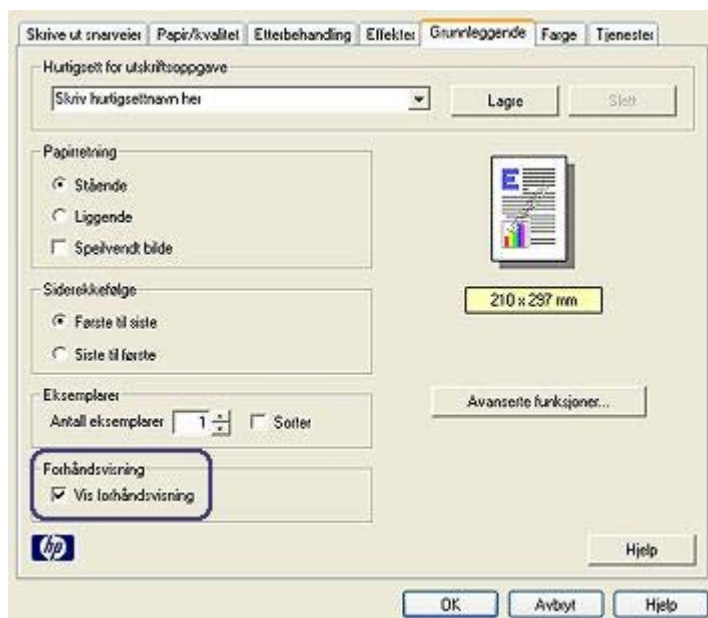 Skrive ut snarveier Papir/kvalitet Etterbehandling Effekter Grunnleggende Farge Tjenester
Hurtigsett for utskriftsoppgave
Skriv hurtigsettnavn her Lagre Slett
Papirretning
Stående
Liggende
Speilvendt bilde
E
210 x 297 mm
Siderekkefølge
Første til siste
Siste til første
Eksemplarer
Antall eksemplarer 1 Sorter
Avanserte funksjoner...
Forhåndsvisning
Vis forhåndsvisning
hp
Hjelp
OK Avbryt Hjelp